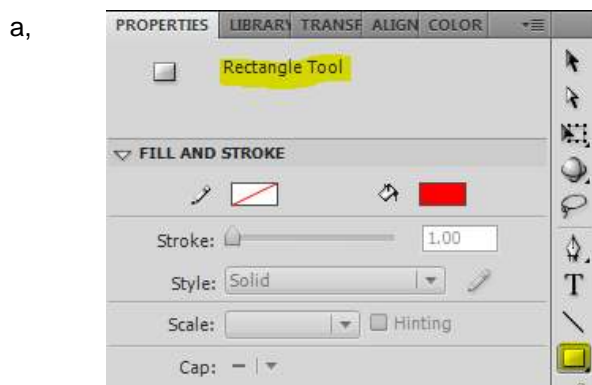 a,
PROPERTIES LIBRARY TRANSF ALIGN COLOR
Rectangle Tool
FILL AND STROKE
Stroke: 1.00
Style: Solid
Scale: Hinting
Cap:
T